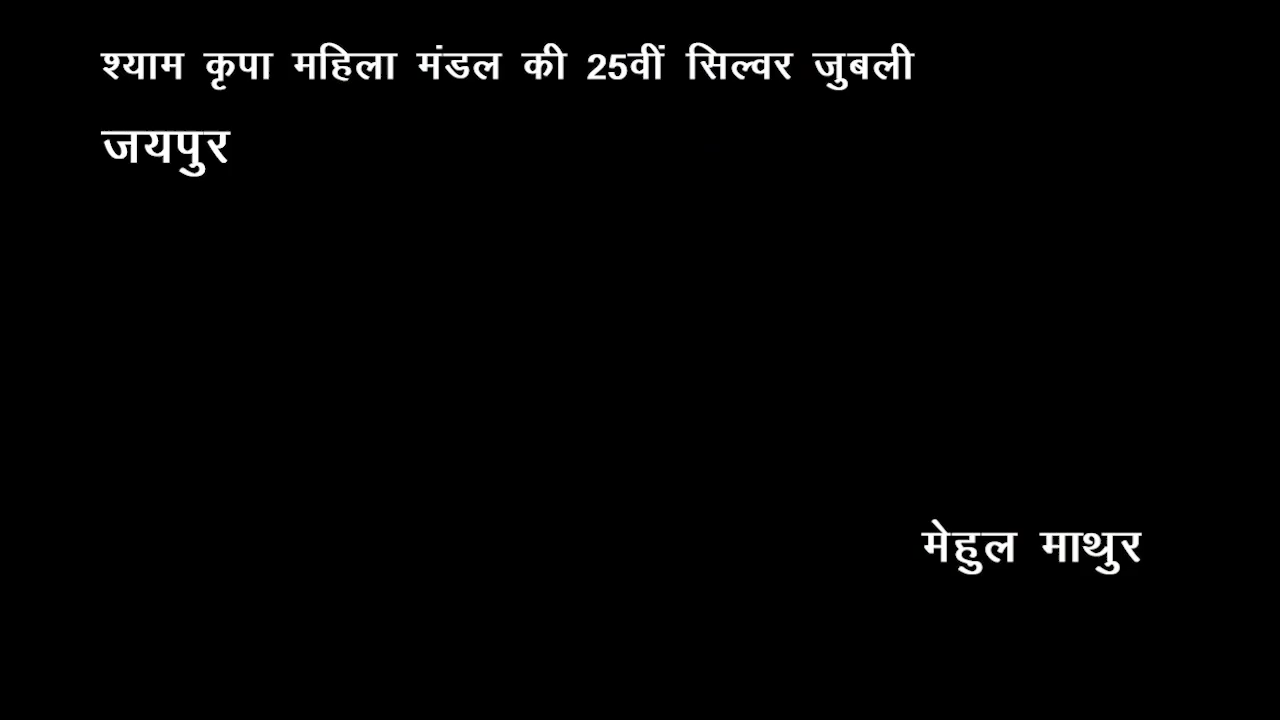 श्याम कृपा महिला मंडल की 25वीं सिल्वर जुबली
जयपुर
मेहुल माथुर